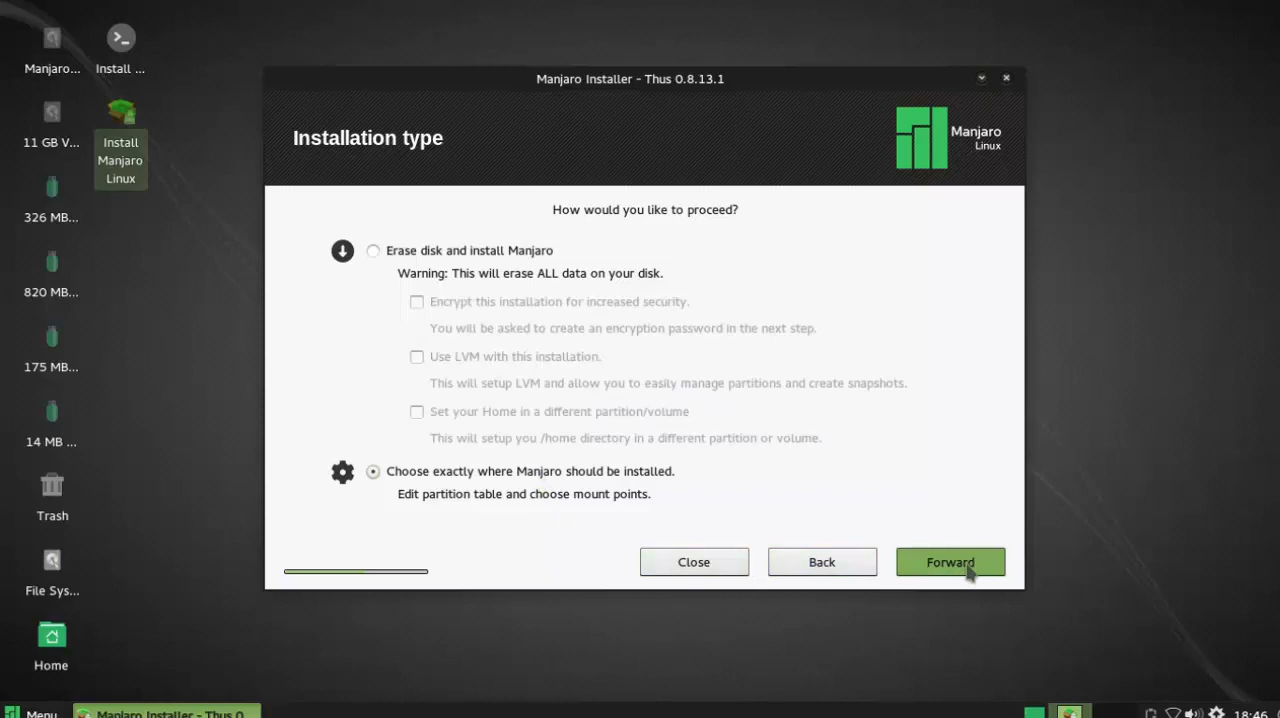 Manjaro...
Install ...
11 GB V...
Install
Manjaro
Linux
326 MB...
820 MB...
175 MB...
14 MB ...
Trash
File Sys...
Home
Manjaro Installer - Thus 0.8.13.1
Installation type
Manjaro
Linux
How would you like to proceed?
Erase disk and install Manjaro
Warning: This will erase ALL data on your disk.
Encrypt this installation for increased security.
You will be asked to create an encryption password in the next step.
Use LVM with this installation.
This will setup LVM and allow you to easily manage partitions and create snapshots.
Set your Home in a different partition/volume
This will setup you /home directory in a different partition or volume.
Choose exactly where Manjaro should be installed.
Edit partition table and choose mount points.
Close
Back
Forward
Menu
Manjaro Installer - Thus 0
18:46